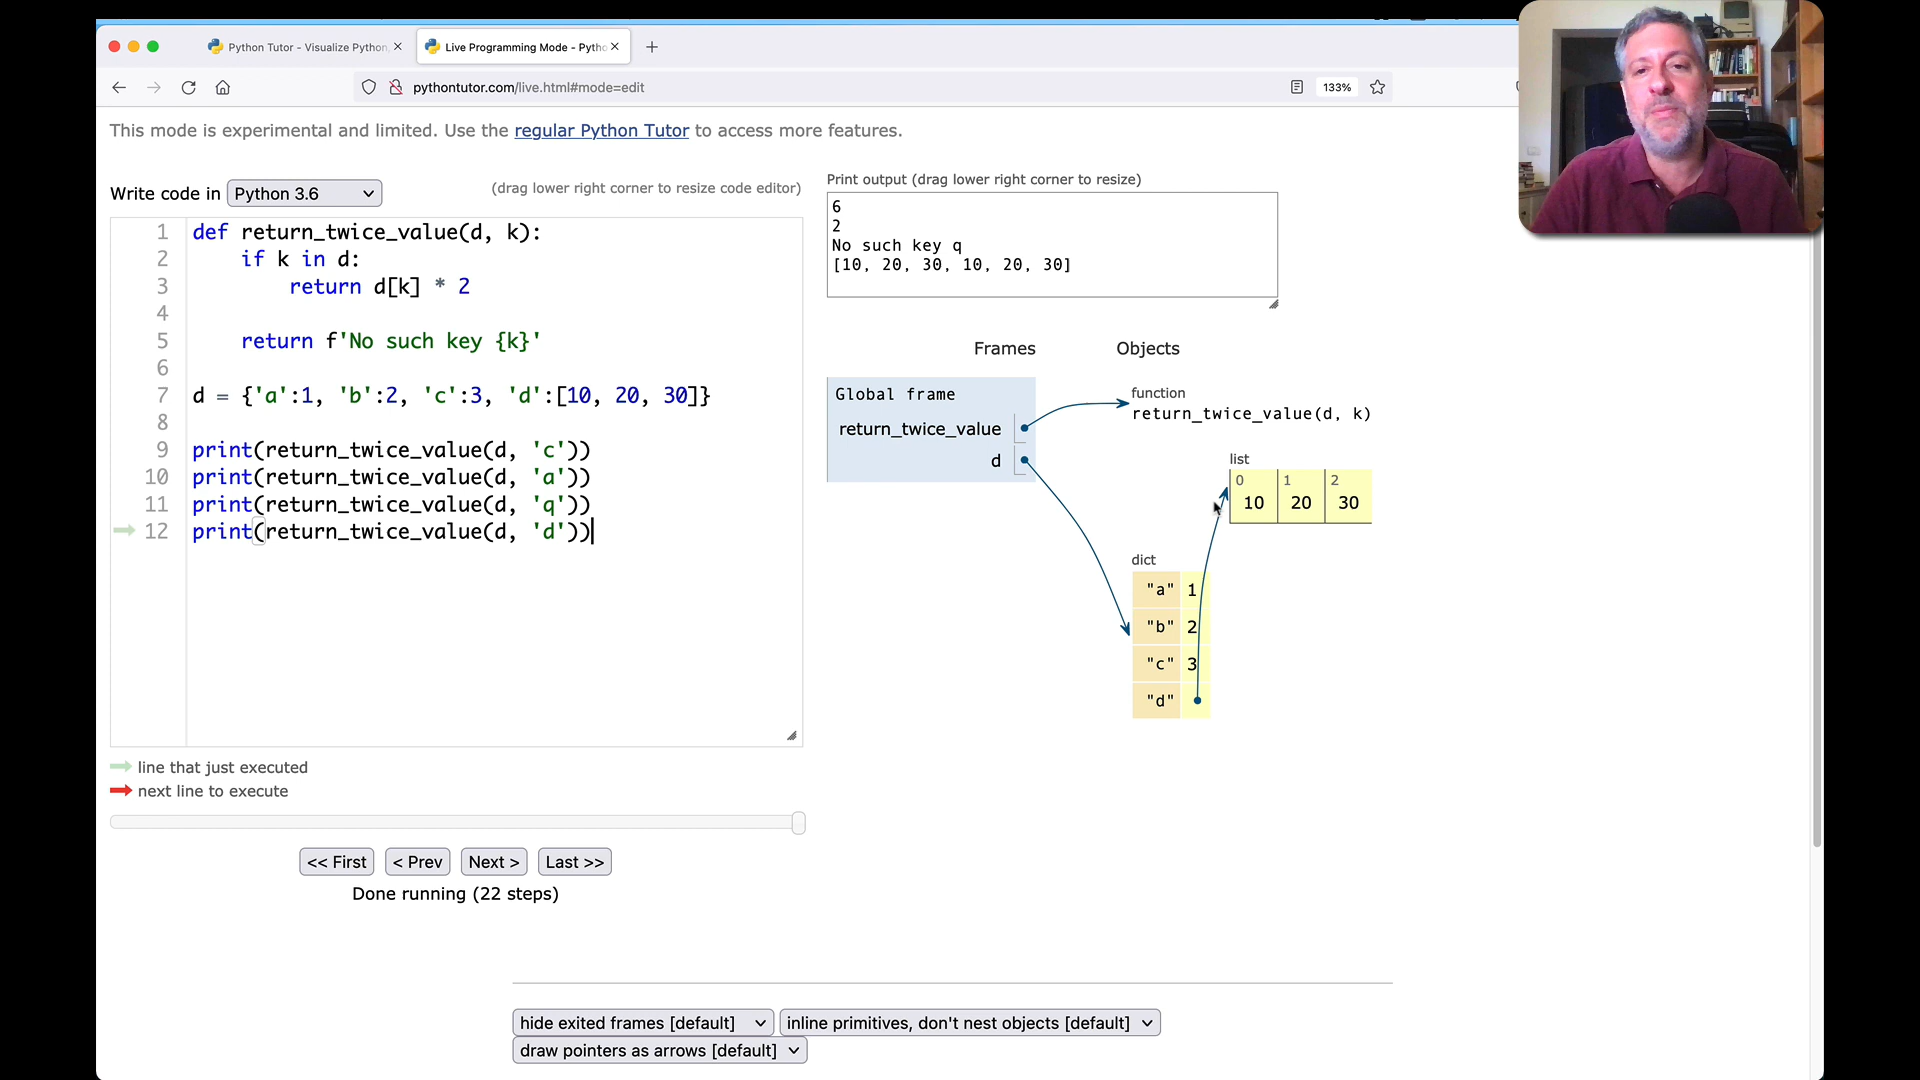 Python Tutor - Visualize Python,
Live Programming Mode - Pytho
pythontutor.com/live.html#mode=edit
133%
This mode is experimental and limited. Use the regular Python Tutor to access more features.
Write code in Python 3.6
(drag lower right corner to resize code editor)
1 def return_twice_value(d, k):
2 if k in d:
3 return d[k] * 2
4
5 return f'No such key {k}'
6
7 d = {'a':1, 'b':2, 'c':3, 'd':[10, 20, 30]}
8
9 print(return_twice_value(d, 'c'))
10 print(return_twice_value(d, 'a'))
11 print(return_twice_value(d, 'q'))
12 print(return_twice_value(d, 'd'))
line that just executed
next line to execute
<< First
< Prev
Next >
Last >>
Done running (22 steps)
Print output (drag lower right corner to resize)
6
2
No such key q
[10, 20, 30, 10, 20, 30]
Frames
Objects
Global frame
return_twice_value
d
function
return_twice_value(d, k)
list
0 1 2
10 20 30
dict
"a" 1
"b" 2
"c" 3
"d"
hide exited frames [default]
inline primitives, don't nest objects [default]
draw pointers as arrows [default]